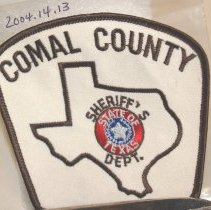 2004.14.13
COMAL COUNTY
SHERIFF'S
STATE OF
TEXAS
DEPT.